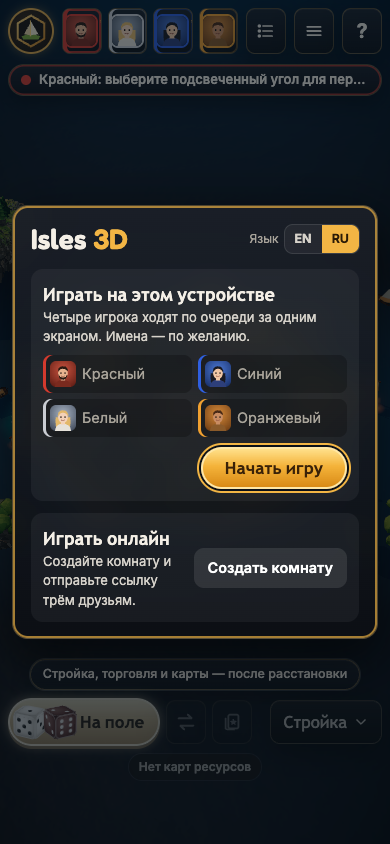 ?
Красный: выберите подсвеченный угол для пер...
Isles 3D
Язык EN RU
Играть на этом устройстве
Четыре игрока ходят по очереди за одним
экраном. Имена — по желанию.
Красный
Синий
Белый
Оранжевый
Начать игру
Играть онлайн
Создайте комнату и
отправьте ссылку
трём друзьям.
Создать комнату
Стройка, торговля и карты — после расстановки
На поле
Стройка
Нет карт ресурсов